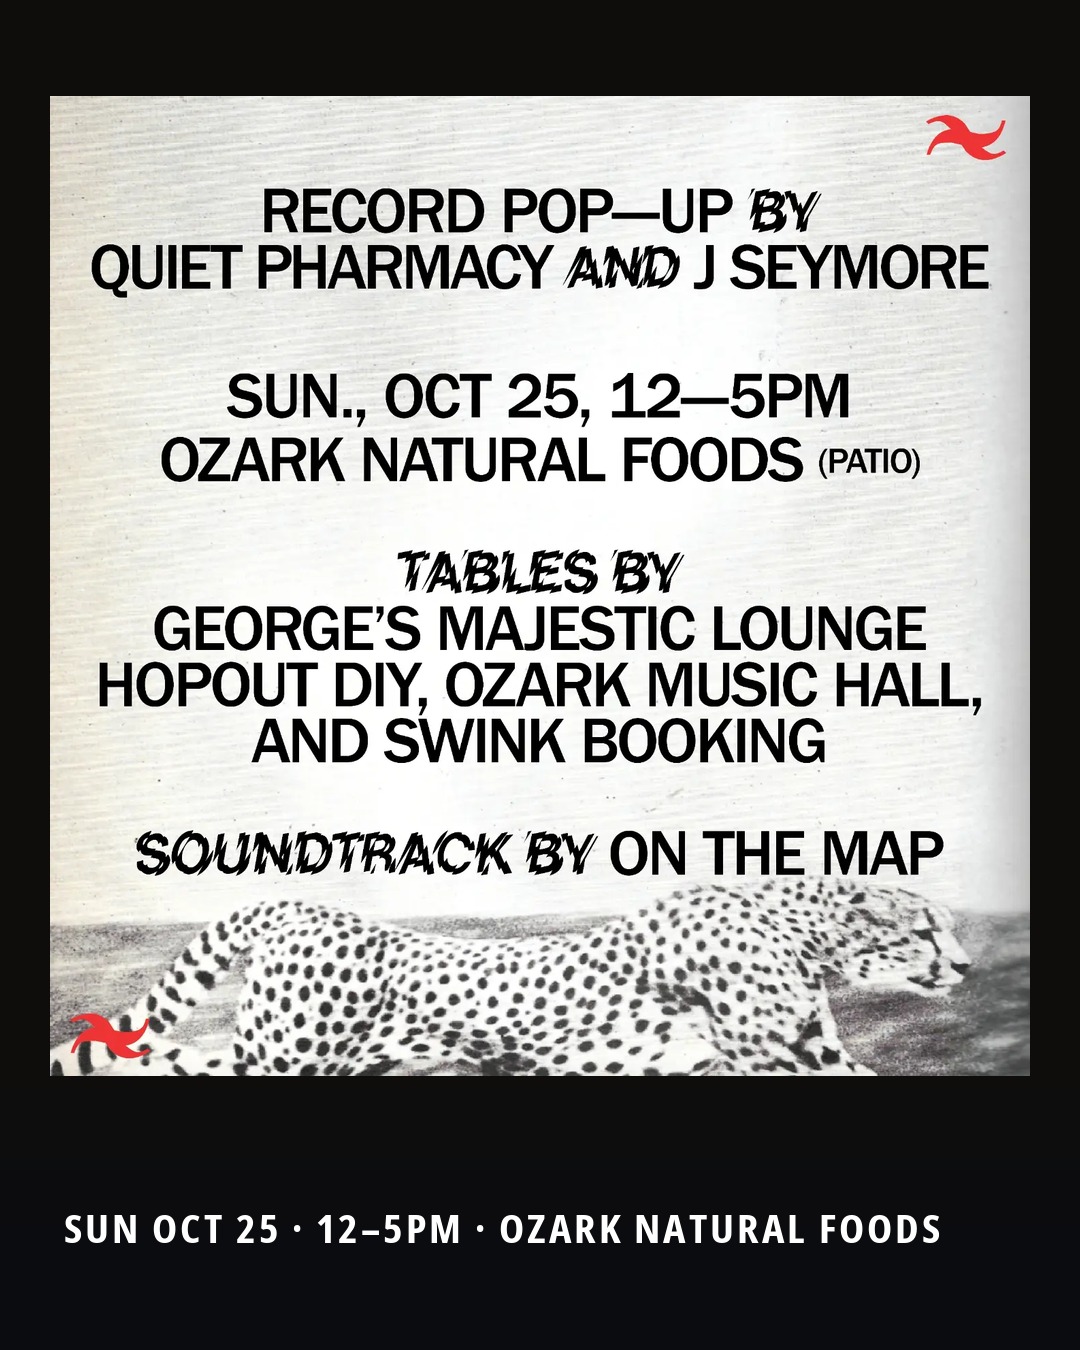 RECORD POP—UP BY
QUIET PHARMACY AND J SEYMORE
SUN., OCT 25, 12—5PM
OZARK NATURAL FOODS (PATIO)
TABLES BY
GEORGE’S MAJESTIC LOUNGE
HOPOUT DIY, OZARK MUSIC HALL,
AND SWINK BOOKING
SOUNDTRACK BY ON THE MAP
SUN OCT 25 · 12–5PM · OZARK NATURAL FOODS